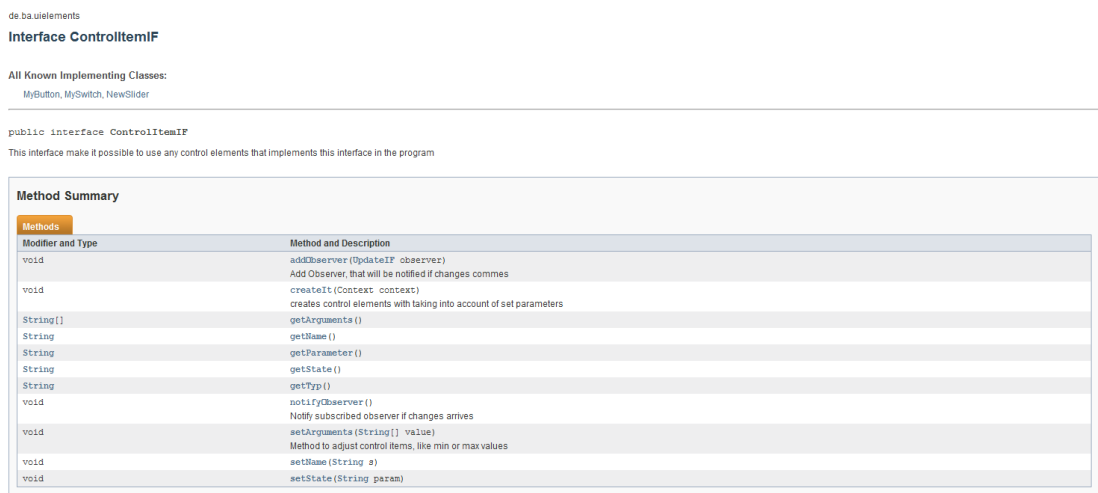 de.ba.uielements
Interface ControlItemIF
All Known Implementing Classes:
MyButton, MySwitch, NewSlider
public interface ControlItemIF
This interface make it possible to use any control elements that implements this interface in the program
Method Summary
Methods
Modifier and Type Method and Description
void addObserver(UpdateIF observer)
Add Observer, that will be notified if changes commes
void createIt(Context context)
creates control elements with taking into account of set parameters
String[] getArguments()
String getName()
String getParameter()
String getState()
String getTyp()
void notifyObserver()
Notify subscribed observer if changes arrives
void setArguments(String[] value)
Method to adjust control items, like min or max values
void setName(String s)
void setState(String param)